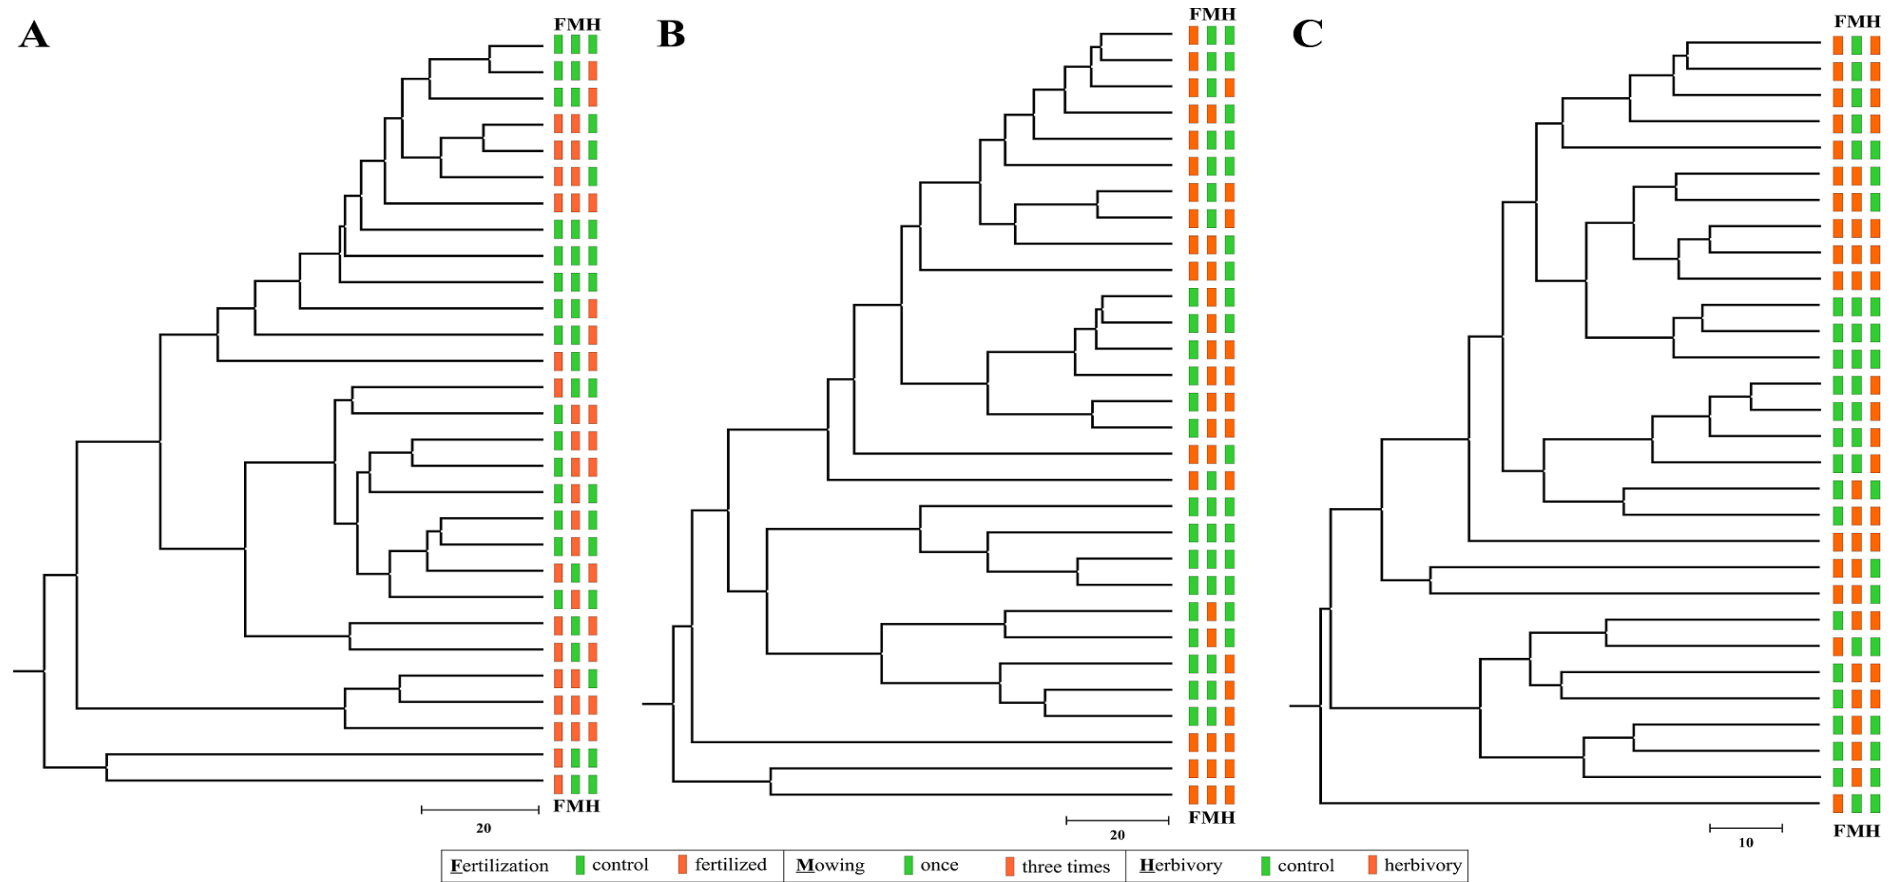 A
FMH
B
FMH
C
FMH
FMH
20
FMH
20
FMH
10
Fertilization control fertilized Mowing once three times Herbivory control herbivory